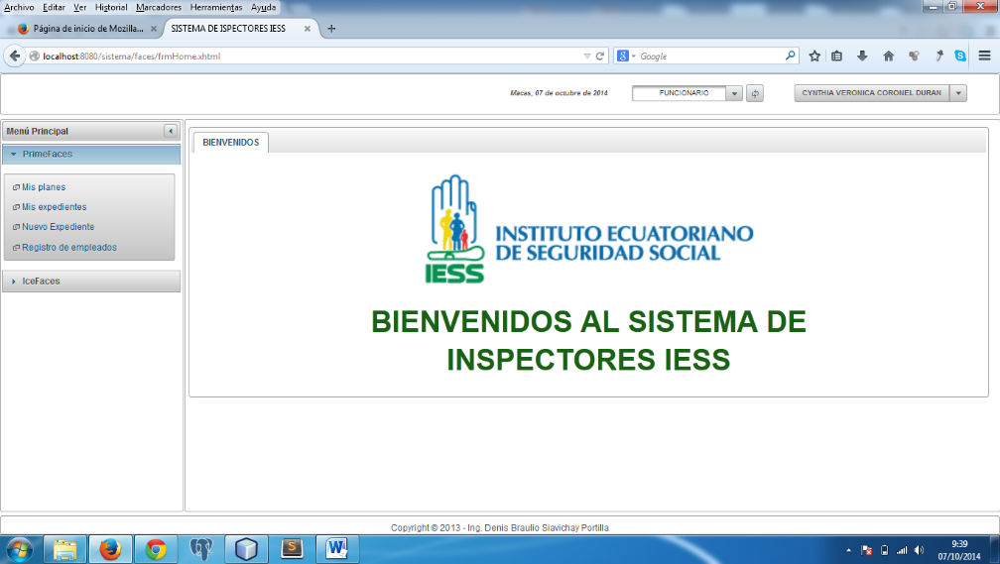 Archivo Editar Ver Historial Marcadores Herramientas Ayuda
Página de inicio de Mozilla... SISTEMA DE ISPECTORES IESS
localhost:8080/sistema/faces/frmHome.xhtml Google
Macas, 07 de octubre de 2014 FUNCIONARIO CYNTHIA VERONICA CORONEL DURAN
Menú Principal
PrimeFaces
Mis planes
Mis expedientes
Nuevo Expediente
Registro de empleados
IceFaces
BIENVENIDOS
IESS
INSTITUTO ECUATORIANO
DE SEGURIDAD SOCIAL
BIENVENIDOS AL SISTEMA DE
INSPECTORES IESS
Copyright © 2013 - Ing. Denis Braulio Siavichay Portilla
9:39
07/10/2014